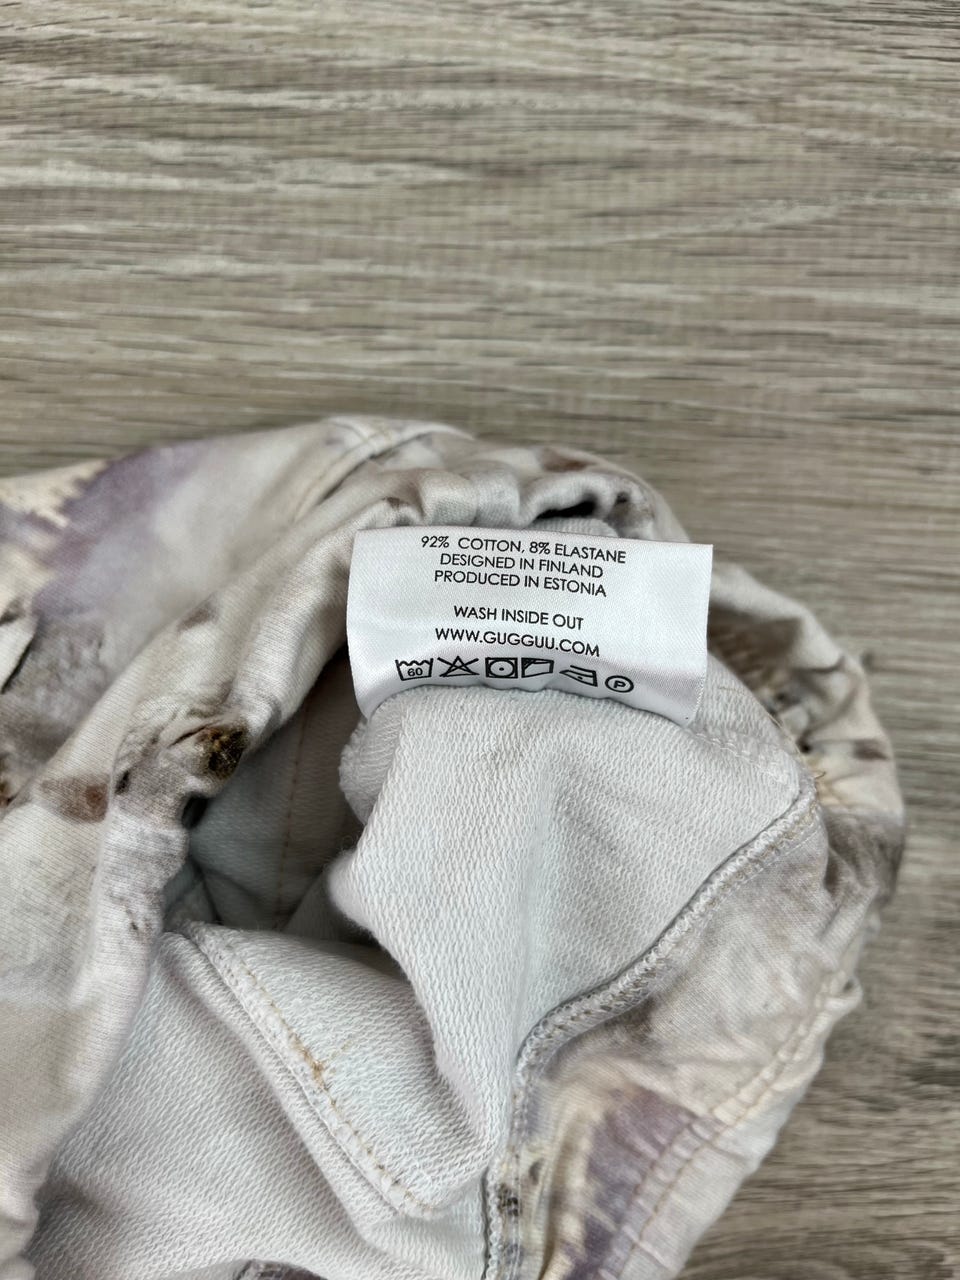 92% COTTON, 8% ELASTANE
DESIGNED IN FINLAND
PRODUCED IN ESTONIA
WASH INSIDE OUT
WWW.GUGGUU.COM
60 P